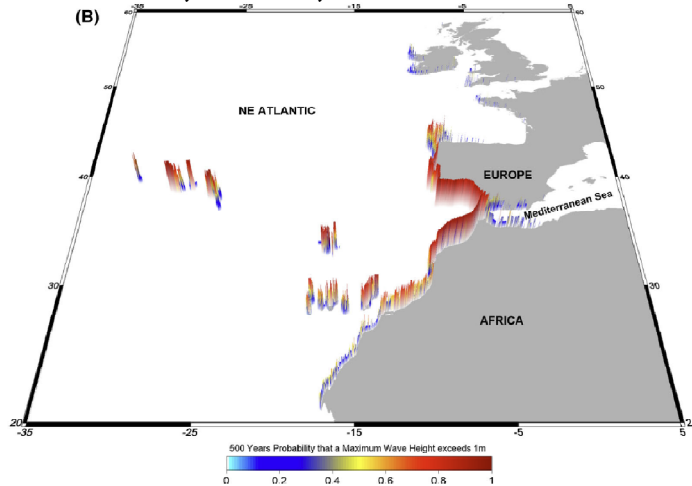 (B)
-35 -25 -15 -5 5
60
60
50
50
NE ATLANTIC
40
40
EUROPE
Mediterranean Sea
30
30
AFRICA
20
-35 -25 -15 -5 5
500 Years Probability that a Maximum Wave Height exceeds 1m
0 0.2 0.4 0.6 0.8 1